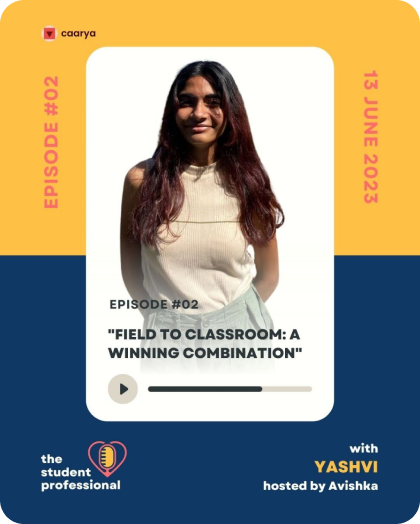 caarya
EPISODE #02
13 JUNE 2023
EPISODE #02
"FIELD TO CLASSROOM: A
WINNING COMBINATION"
the
student
professional
with
YASHVI
hosted by Avishka